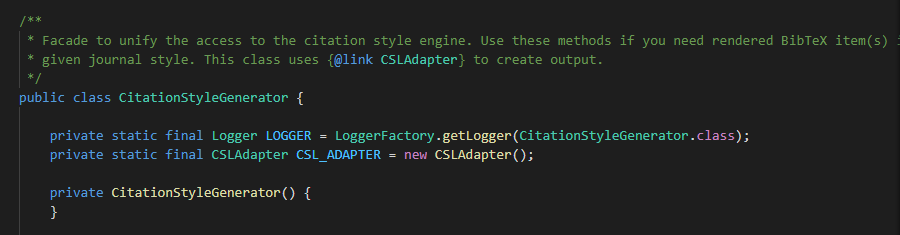 /**
 * Facade to unify the access to the citation style engine. Use these methods if you need rendered BibTeX item(s)
 * given journal style. This class uses {@link CSLAdapter} to create output.
 */
public class CitationStyleGenerator {

    private static final Logger LOGGER = LoggerFactory.getLogger(CitationStyleGenerator.class);
    private static final CSLAdapter CSL_ADAPTER = new CSLAdapter();

    private CitationStyleGenerator() {
    }